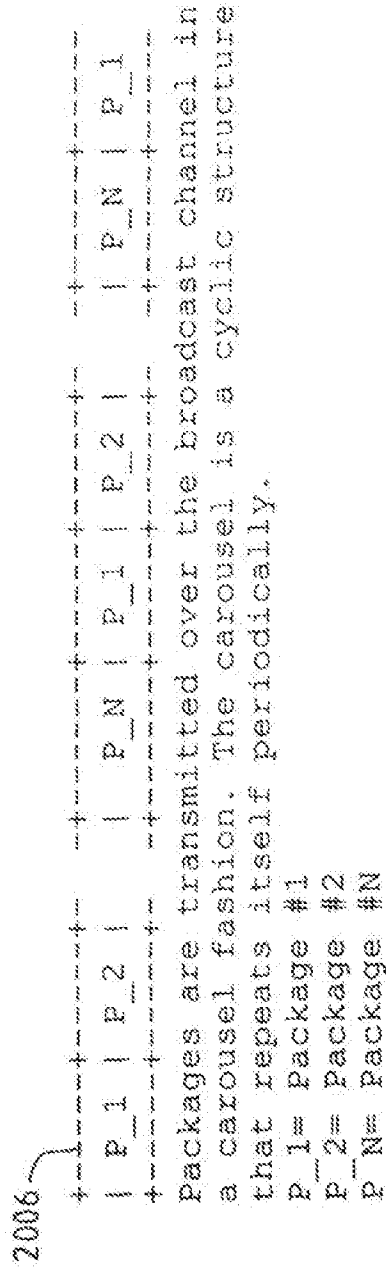 2006
+-------+-------+--    --+-------+-------+-------+--    --+-------+------
| P_1 | P_2 |    | P_N | P_1 | P_2 |    | P_N | P_1
+-------+-------+--    --+-------+-------+-------+--    --+-------+------
Packages are transmitted over the broadcast channel in
a carousel fashion. The carousel is a cyclic structure
that repeats itself periodically.
P_1= Package #1
P_2= Package #2
P_N= Package #N